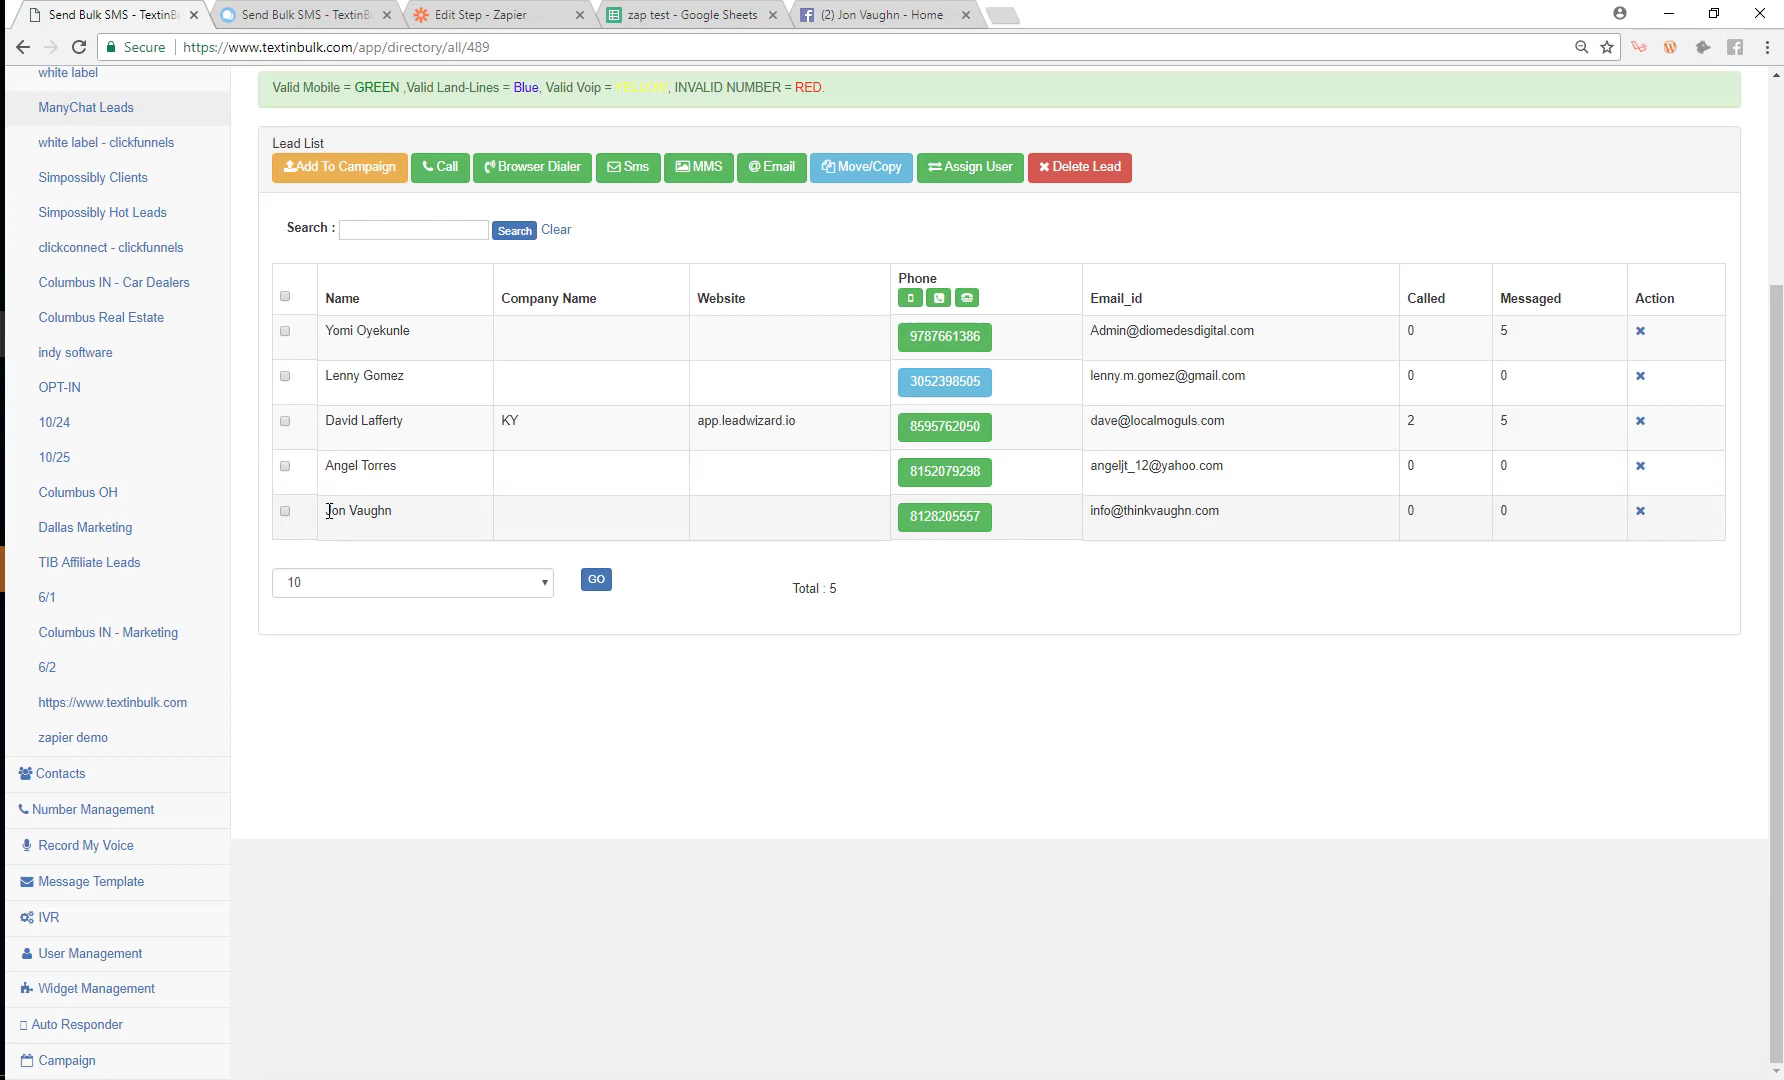 Send Bulk SMS - TextinBu
Send Bulk SMS - TextinBu
Edit Step - Zapier
zap test - Google Sheets
(2) Jon Vaughn - Home
Secure
https://www.textinbulk.com/app/directory/all/489
white label
ManyChat Leads
white label - clickfunnels
Simpossibly Clients
Simpossibly Hot Leads
clickconnect - clickfunnels
Columbus IN - Car Dealers
Columbus Real Estate
indy software
OPT-IN
10/24
10/25
Columbus OH
Dallas Marketing
TIB Affiliate Leads
6/1
Columbus IN - Marketing
6/2
https://www.textinbulk.com
zapier demo
Contacts
Number Management
Record My Voice
Message Template
IVR
User Management
Widget Management
Auto Responder
Campaign
Valid Mobile = GREEN ,Valid Land-Lines = Blue, Valid Voip = YELLOW, INVALID NUMBER = RED.
Lead List
Add To Campaign Call Browser Dialer Sms MMS @ Email Move/Copy Assign User Delete Lead
Search : Search Clear
Name Company Name Website Phone Email_id Called Messaged Action
Yomi Oyekunle 9787661386 Admin@diomedesdigital.com 0 5
Lenny Gomez 3052398505 lenny.m.gomez@gmail.com 0 0
David Lafferty KY app.leadwizard.io 8595762050 dave@localmoguls.com 2 5
Angel Torres 8152079298 angeljt_12@yahoo.com 0 0
Jon Vaughn 8128205557 info@thinkvaughn.com 0 0
10 GO Total : 5